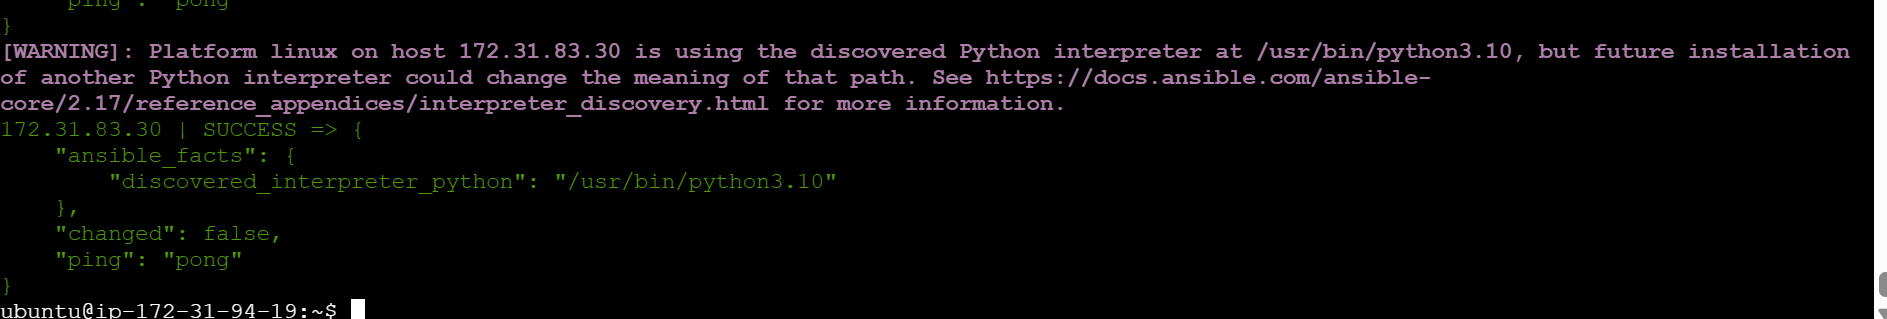 "ping": "pong"
}
[WARNING]: Platform linux on host 172.31.83.30 is using the discovered Python interpreter at /usr/bin/python3.10, but future installation
of another Python interpreter could change the meaning of that path. See https://docs.ansible.com/ansible-
core/2.17/reference_appendices/interpreter_discovery.html for more information.
172.31.83.30 | SUCCESS => {
    "ansible_facts": {
        "discovered_interpreter_python": "/usr/bin/python3.10"
    },
    "changed": false,
    "ping": "pong"
}
ubuntu@ip-172-31-94-19:~$